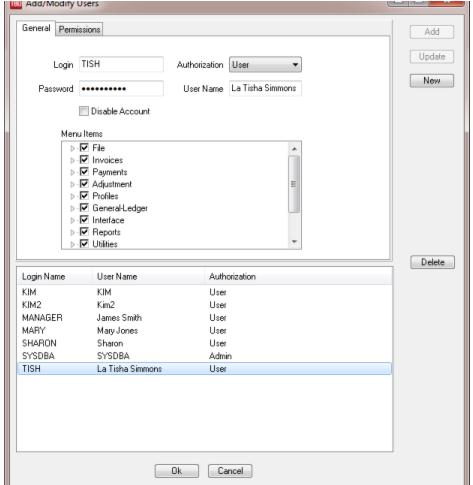 Add/Modify Users
General Permissions
Add
Login TISH Authorization User
Update
Password •••••••••• User Name La Tisha Simmons
New
Disable Account
Menu Items
File
Invoices
Payments
Adjustment
Profiles
General-Ledger
Interface
Reports
Utilities
Delete
Login Name User Name Authorization
KIM KIM User
KIM2 Kim2 User
MANAGER James Smith User
MARY Mary Jones User
SHARON Sharon User
SYSDBA SYSDBA Admin
TISH La Tisha Simmons User
Ok Cancel